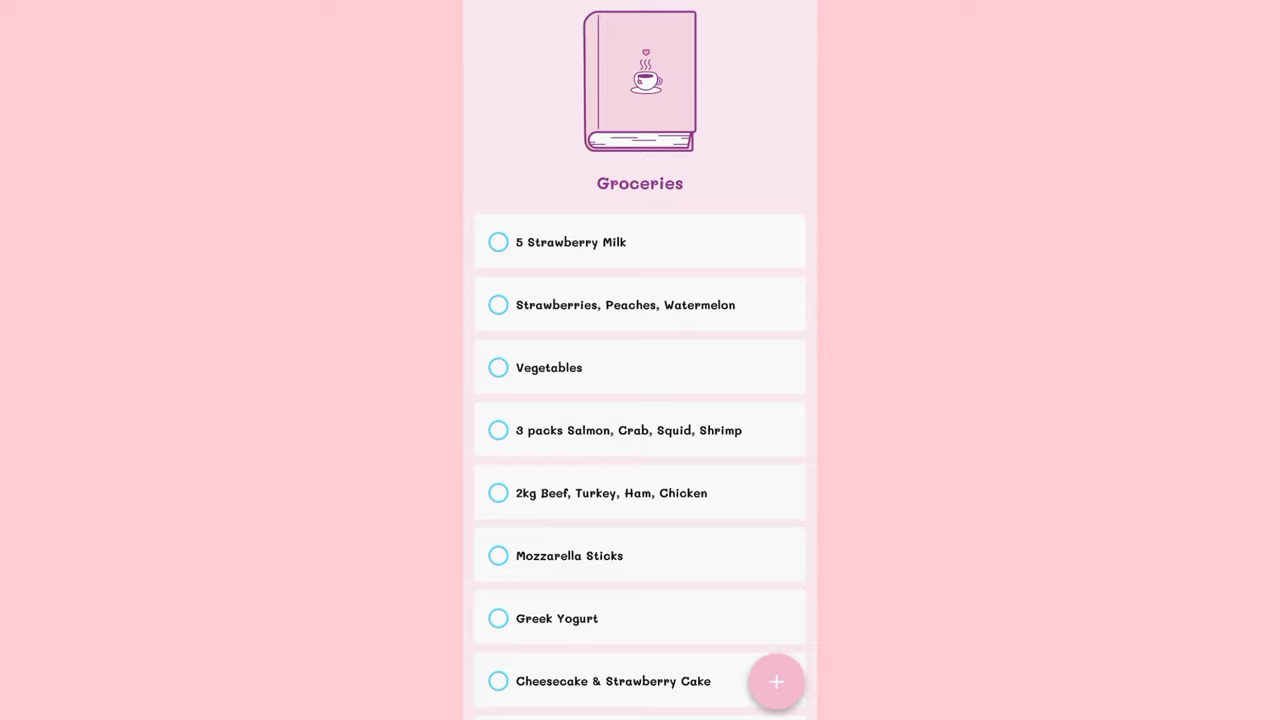 Groceries
5 Strawberry Milk
Strawberries, Peaches, Watermelon
Vegetables
3 packs Salmon, Crab, Squid, Shrimp
2kg Beef, Turkey, Ham, Chicken
Mozzarella Sticks
Greek Yogurt
Cheesecake & Strawberry Cake
+